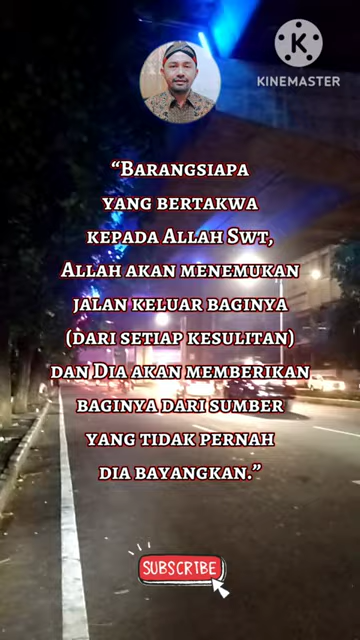 KINEMASTER
“BARANGSIAPA
YANG BERTAKWA
KEPADA ALLAH SWT,
ALLAH AKAN MENEMUKAN
JALAN KELUAR BAGINYA
(DARI SETIAP KESULITAN)
DAN DIA AKAN MEMBERIKAN
BAGINYA DARI SUMBER
YANG TIDAK PERNAH
DIA BAYANGKAN.”
SUBSCRIBE